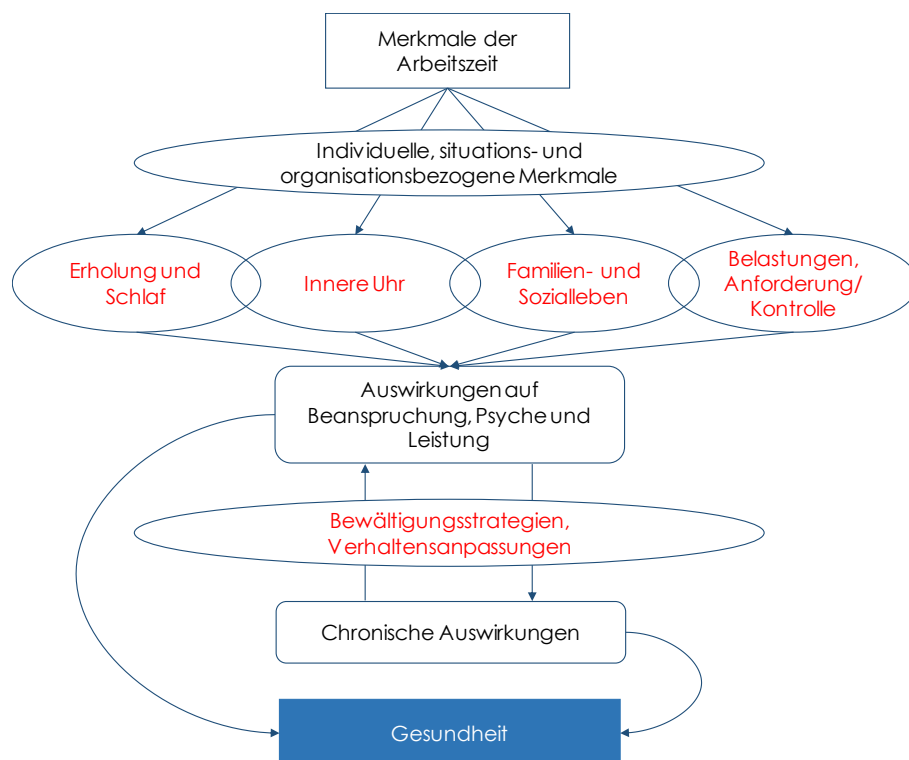 Merkmale der
Arbeitszeit
Individuelle, situations- und
organisationsbezogene Merkmale
Erholung und
Schlaf
Innere Uhr
Familien- und
Sozialleben
Belastungen,
Anforderung/
Kontrolle
Auswirkungen auf
Beanspruchung, Psyche und
Leistung
Bewältigungsstrategien,
Verhaltensanpassungen
Chronische Auswirkungen
Gesundheit